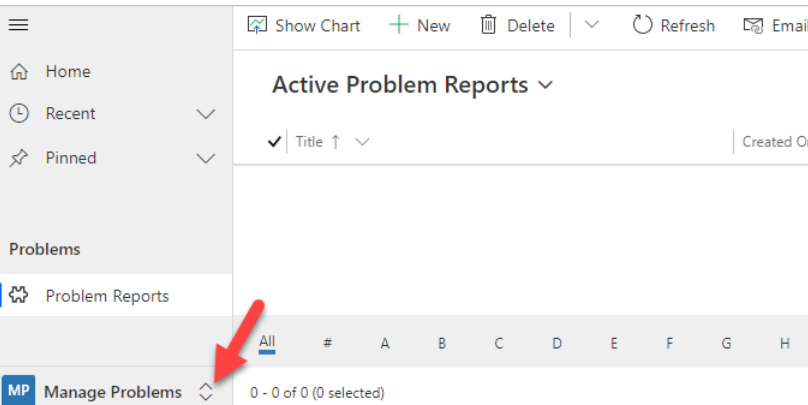 Show Chart + New Delete Refresh Email
Home
Active Problem Reports
Recent
Title ↑ Created O
Pinned
Problems
Problem Reports
All # A B C D E F G H
MP Manage Problems
0 - 0 of 0 (0 selected)